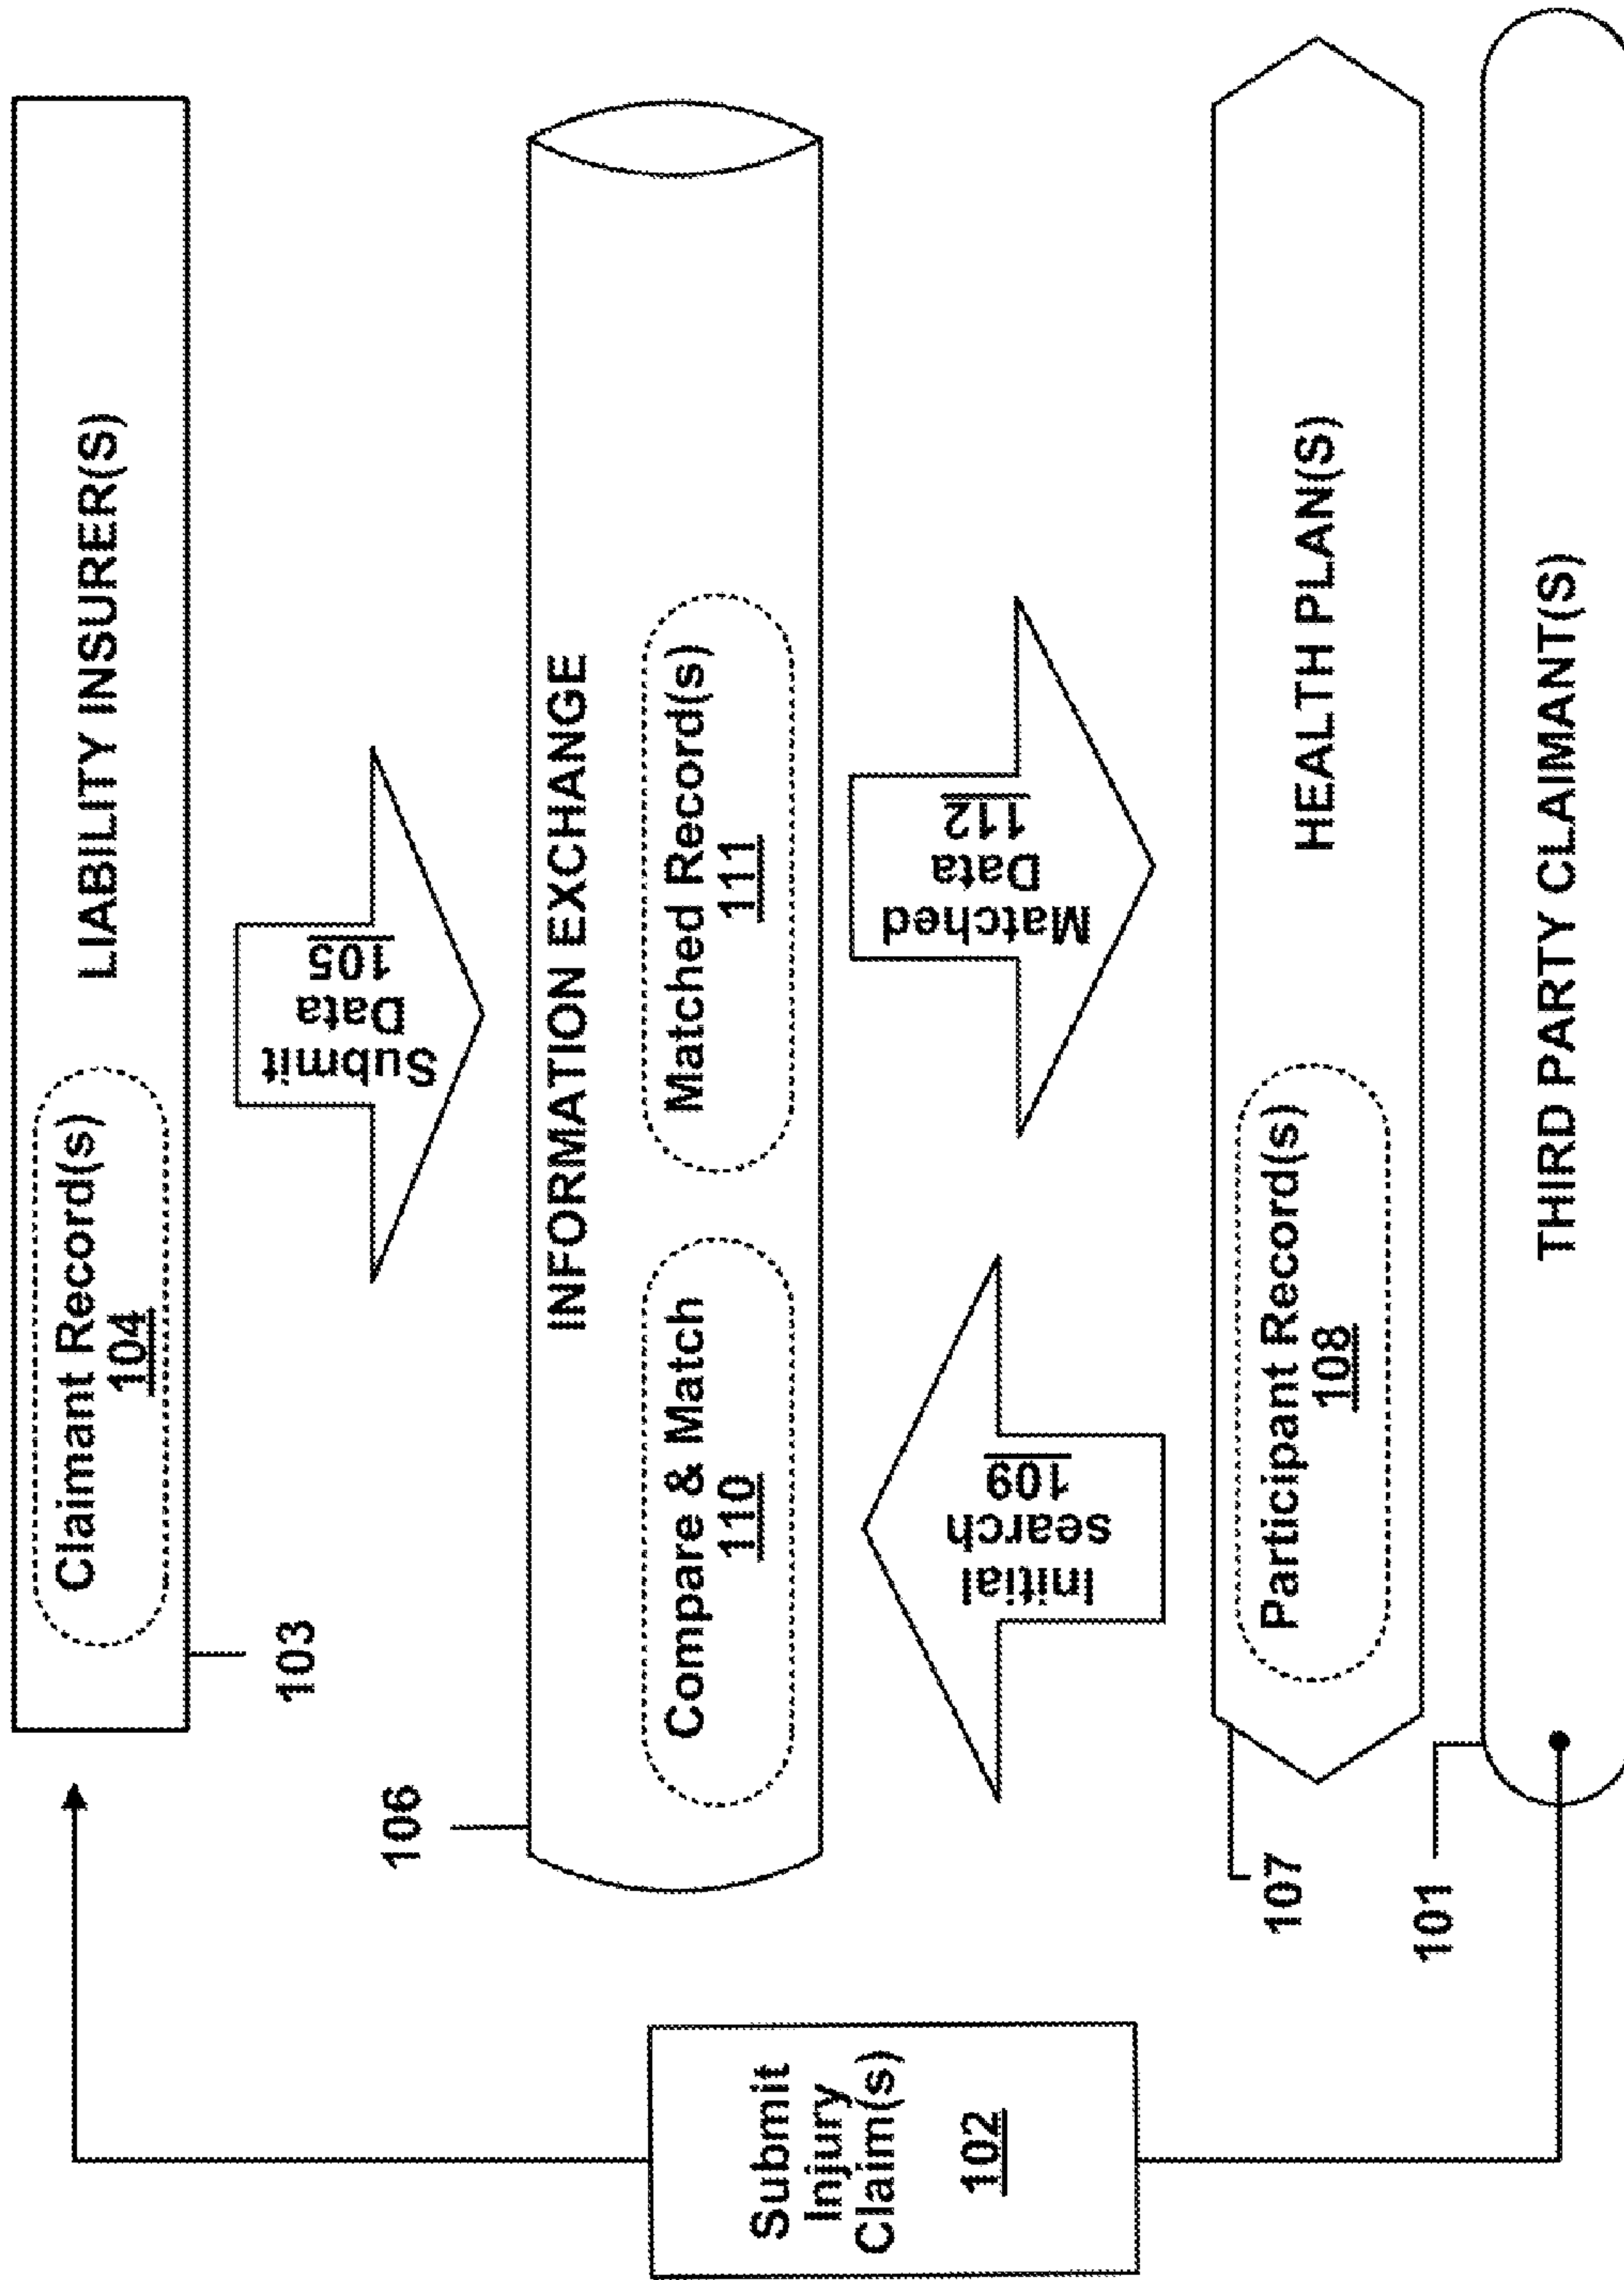 LIABILITY INSURER(S)
Claimant Record(s)
104
103
Submit
Data
105
INFORMATION EXCHANGE
106
Compare & Match
110
Matched Record(s)
111
Initial
search
109
Matched
Data
112
HEALTH PLAN(S)
Participant Record(s)
108
107
THIRD PARTY CLAIMANT(S)
101
Submit
Injury
Claim(s)
102